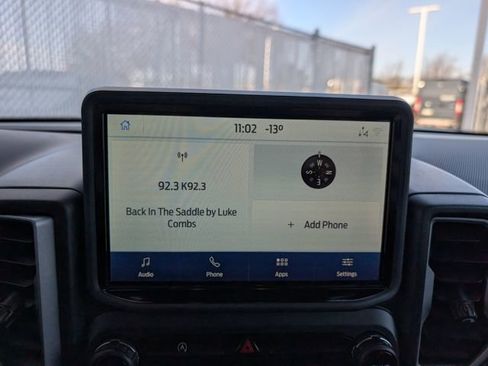 11:02 -13°
92.3 K92.3
Back In The Saddle by Luke
Combs
W
S N
E
+ Add Phone
Audio
Phone
Apps
Settings